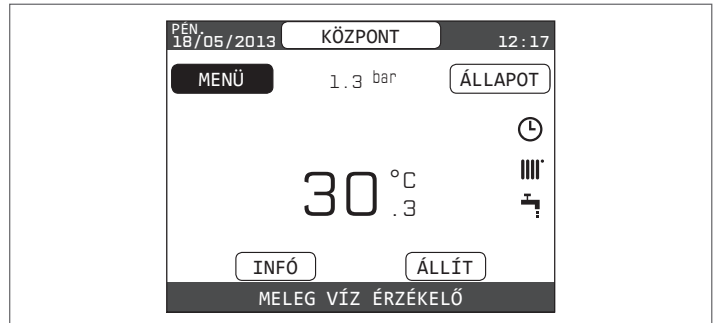 PÉN.
18/05/2013 KÖZPONT 12:17
MENÜ 1.3 bar ÁLLAPOT
30.3 °C
INFÓ ÁLLÍT
MELEG VÍZ ÉRZÉKELŐ